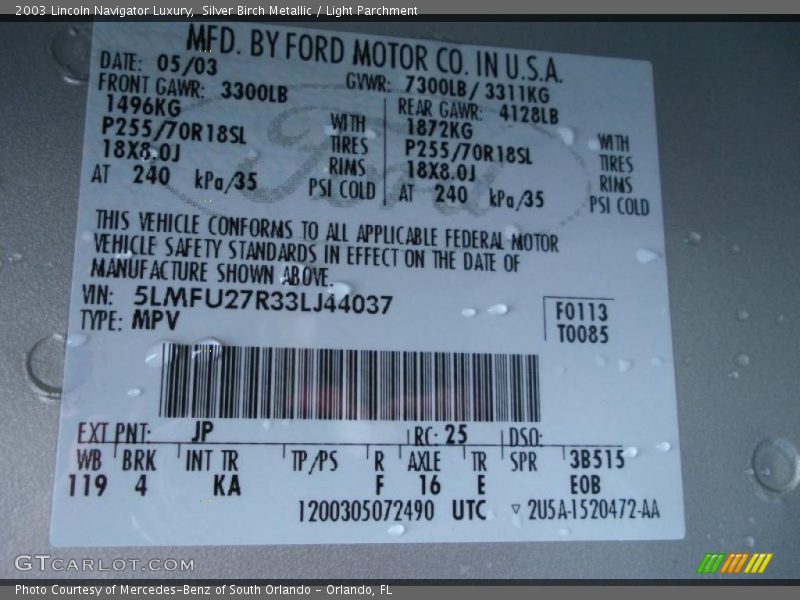 2003 Lincoln Navigator Luxury, Silver Birch Metallic / Light Parchment
MFD. BY FORD MOTOR CO. IN U.S.A.
DATE: 05/03 GVWR: 7300LB/ 3311KG
FRONT GAWR: 3300LB REAR GAWR: 4128LB
1496KG WITH 1872KG WITH
P255/70R18SL TIRES P255/70R18SL TIRES
18X8.0J RIMS 18X8.0J RIMS
AT 240 kPa/35 PSI COLD AT 240 kPa/35 PSI COLD
Ford
THIS VEHICLE CONFORMS TO ALL APPLICABLE FEDERAL MOTOR
VEHICLE SAFETY STANDARDS IN EFFECT ON THE DATE OF
MANUFACTURE SHOWN ABOVE.
VIN: 5LMFU27R33LJ44037 F0113
TYPE: MPV T0085
EXT PNT: JP RC: 25 DSO:
WB BRK INT TR TP/PS R AXLE TR SPR 3B515
119 4 KA F 16 E E0B
1200305072490 UTC ▽ 2U5A-1520472-AA
GTCARLOT.COM
Photo Courtesy of Mercedes-Benz of South Orlando - Orlando, FL